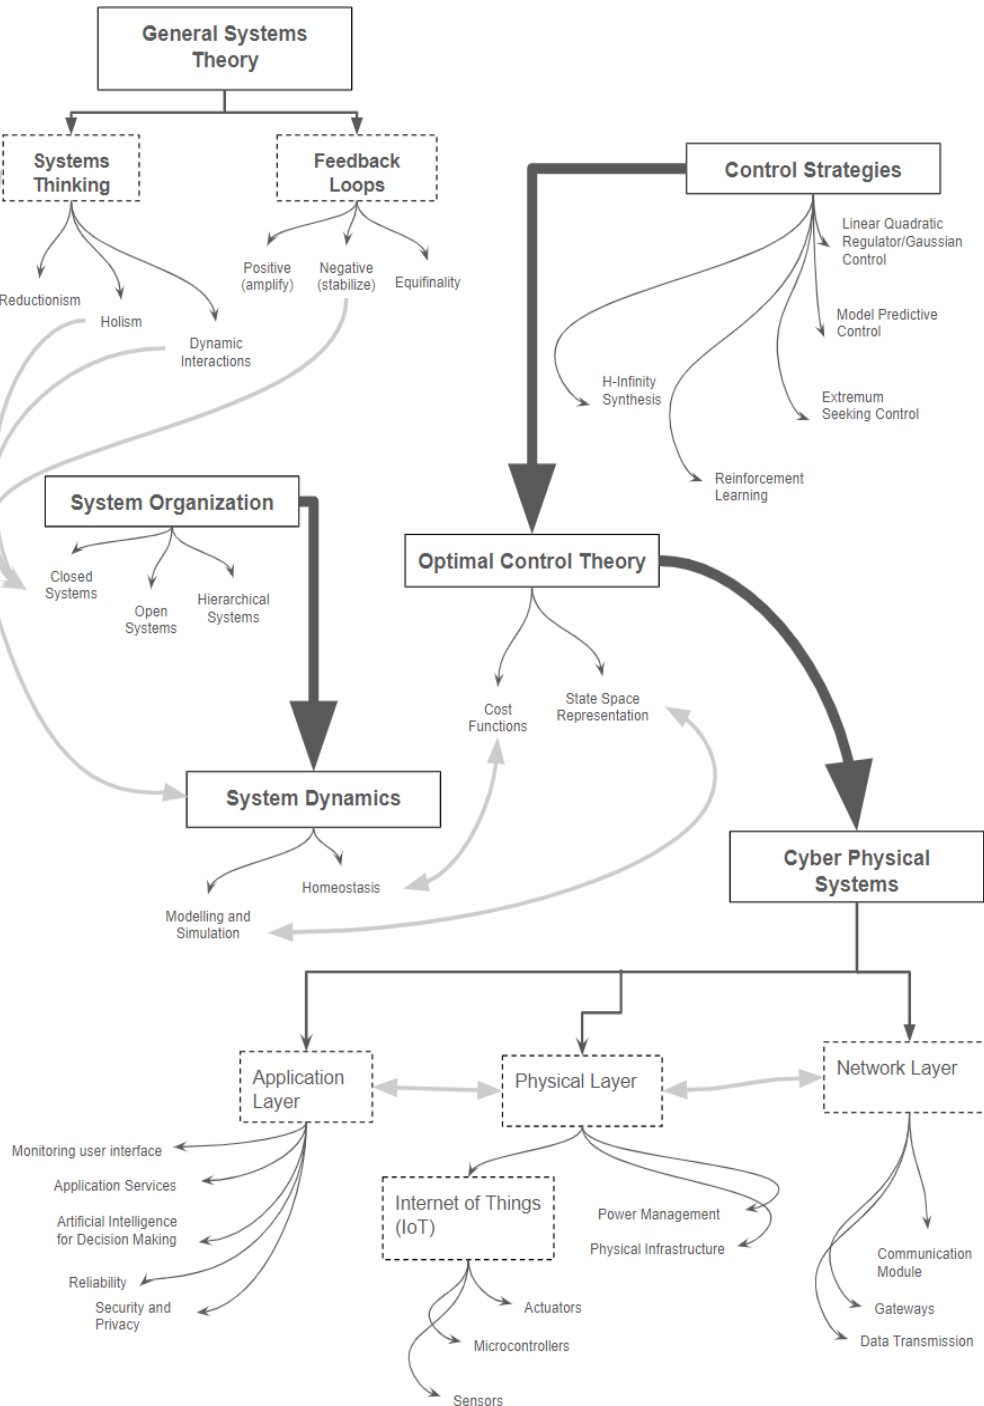 General Systems
Theory
Systems
Thinking
Feedback
Loops
Control Strategies
Linear Quadratic
Regulator/Gaussian
Control
Positive
(amplify)
Negative
(stabilize)
Equifinality
Reductionism
Holism
Dynamic
Interactions
Model Predictive
Control
H-Infinity
Synthesis
Extremum
Seeking Control
Reinforcement
Learning
System Organization
Closed
Systems
Open
Systems
Hierarchical
Systems
Optimal Control Theory
Cost
Functions
State Space
Representation
System Dynamics
Homeostasis
Modelling and
Simulation
Cyber Physical
Systems
Application
Layer
Physical Layer
Network Layer
Monitoring user interface
Application Services
Artificial Intelligence
for Decision Making
Reliability
Security and
Privacy
Internet of Things
(IoT)
Power Management
Physical Infrastructure
Actuators
Microcontrollers
Sensors
Communication
Module
Gateways
Data Transmission